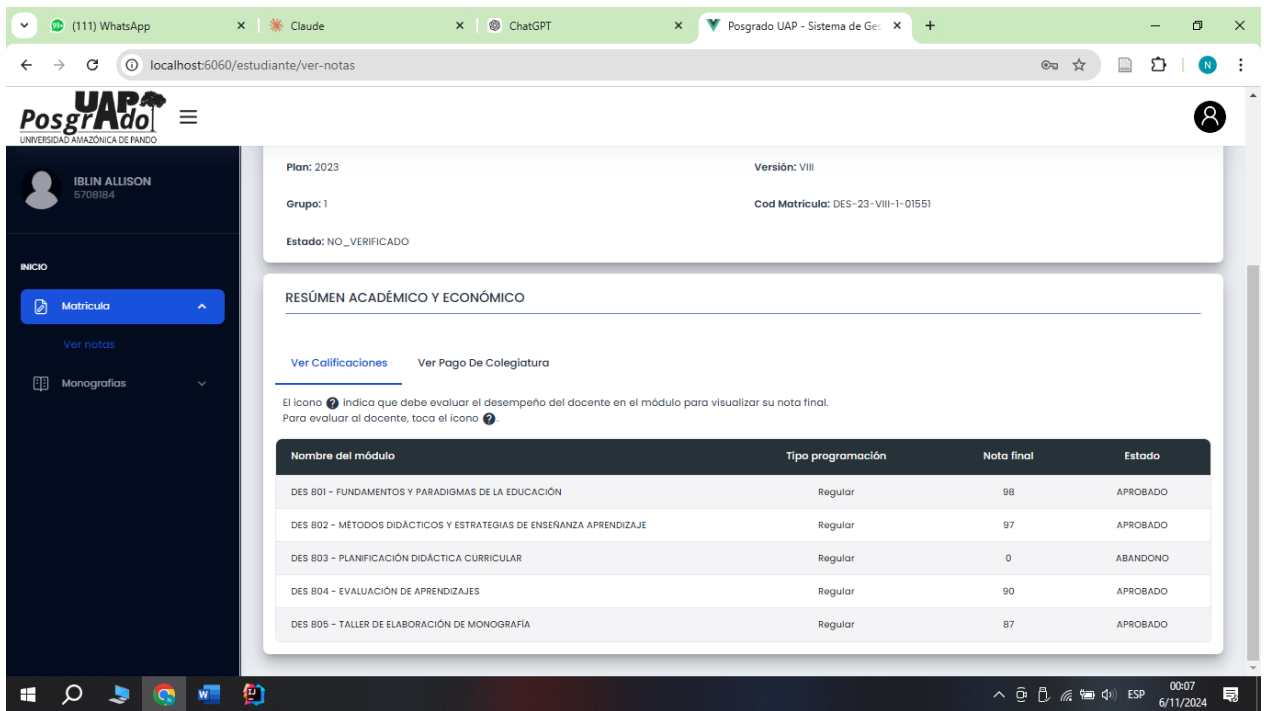 (111) WhatsApp
Claude
ChatGPT
Posgrado UAP - Sistema de Ges
localhost:6060/estudiante/ver-notas
N
UAP
PosgrAdo
UNIVERSIDAD AMAZÓNICA DE PANDO
IBLIN ALLISON
5708184
INICIO
Matricula
Ver notas
Monografias
Plan: 2023 Versión: VIII
Grupo: 1 Cod Matricula: DES-23-VIII-1-01551
Estado: NO_VERIFICADO
RESÚMEN ACADÉMICO Y ECONÓMICO
Ver Calificaciones Ver Pago De Colegiatura
El icono ? indica que debe evaluar el desempeño del docente en el módulo para visualizar su nota final.
Para evaluar al docente, toca el icono ?.
Nombre del módulo Tipo programación Nota final Estado
DES 801 - FUNDAMENTOS Y PARADIGMAS DE LA EDUCACIÓN Regular 98 APROBADO
DES 802 - MÉTODOS DIDÁCTICOS Y ESTRATEGIAS DE ENSEÑANZA APRENDIZAJE Regular 97 APROBADO
DES 803 - PLANIFICACIÓN DIDÁCTICA CURRICULAR Regular 0 ABANDONO
DES 804 - EVALUACIÓN DE APRENDIZAJES Regular 90 APROBADO
DES 805 - TALLER DE ELABORACIÓN DE MONOGRAFÍA Regular 87 APROBADO
ESP
00:07
6/11/2024